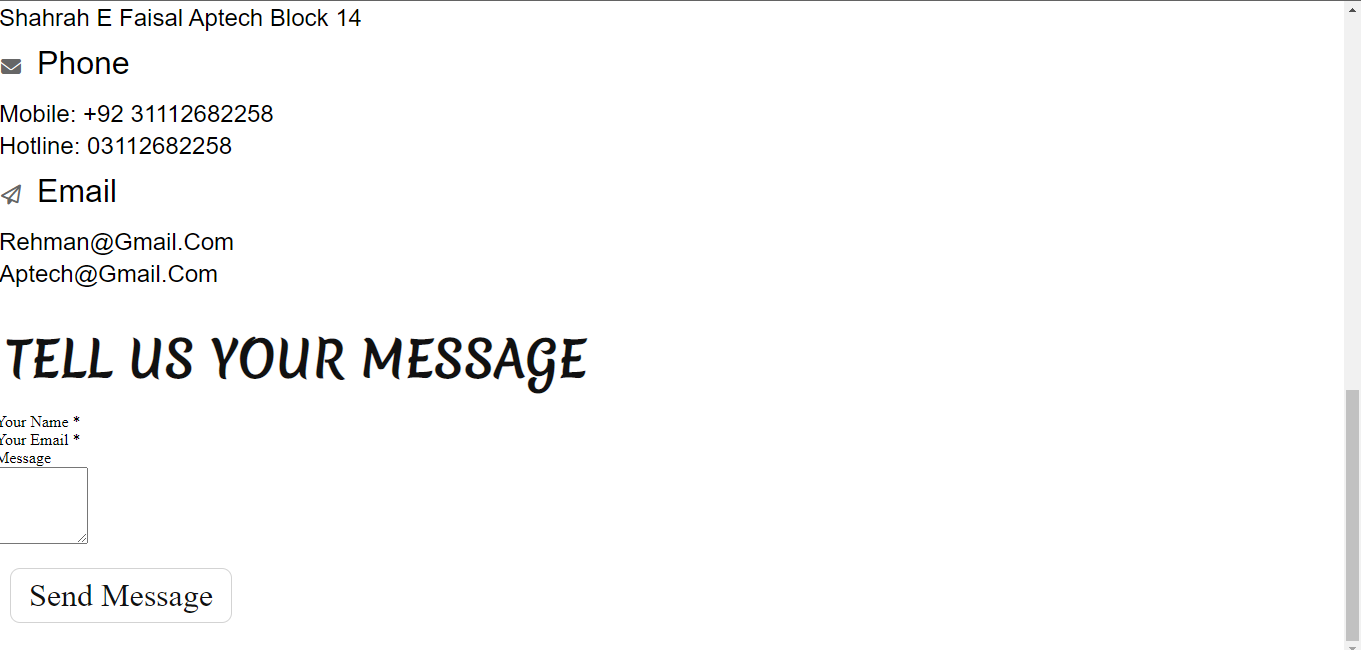 Shahrah E Faisal Aptech Block 14
Phone
Mobile: +92 31112682258
Hotline: 03112682258
Email
Rehman@Gmail.Com
Aptech@Gmail.Com
TELL US YOUR MESSAGE
Your Name *
Your Email *
Message
Send Message